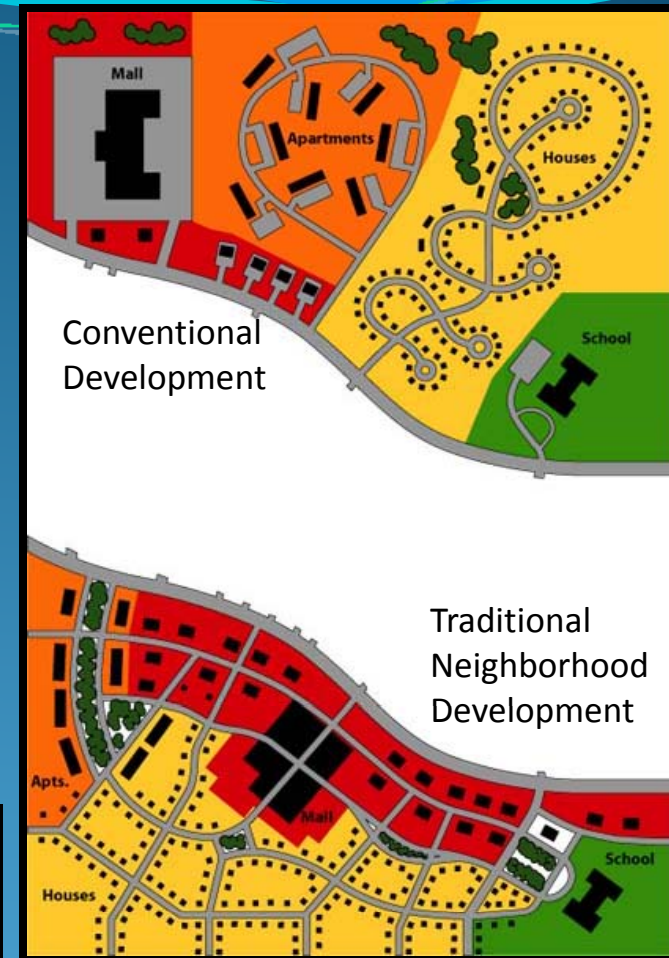 Mall
Apartments
Houses
School
Conventional
Development
Traditional
Neighborhood
Development
Apts.
Mall
School
Houses